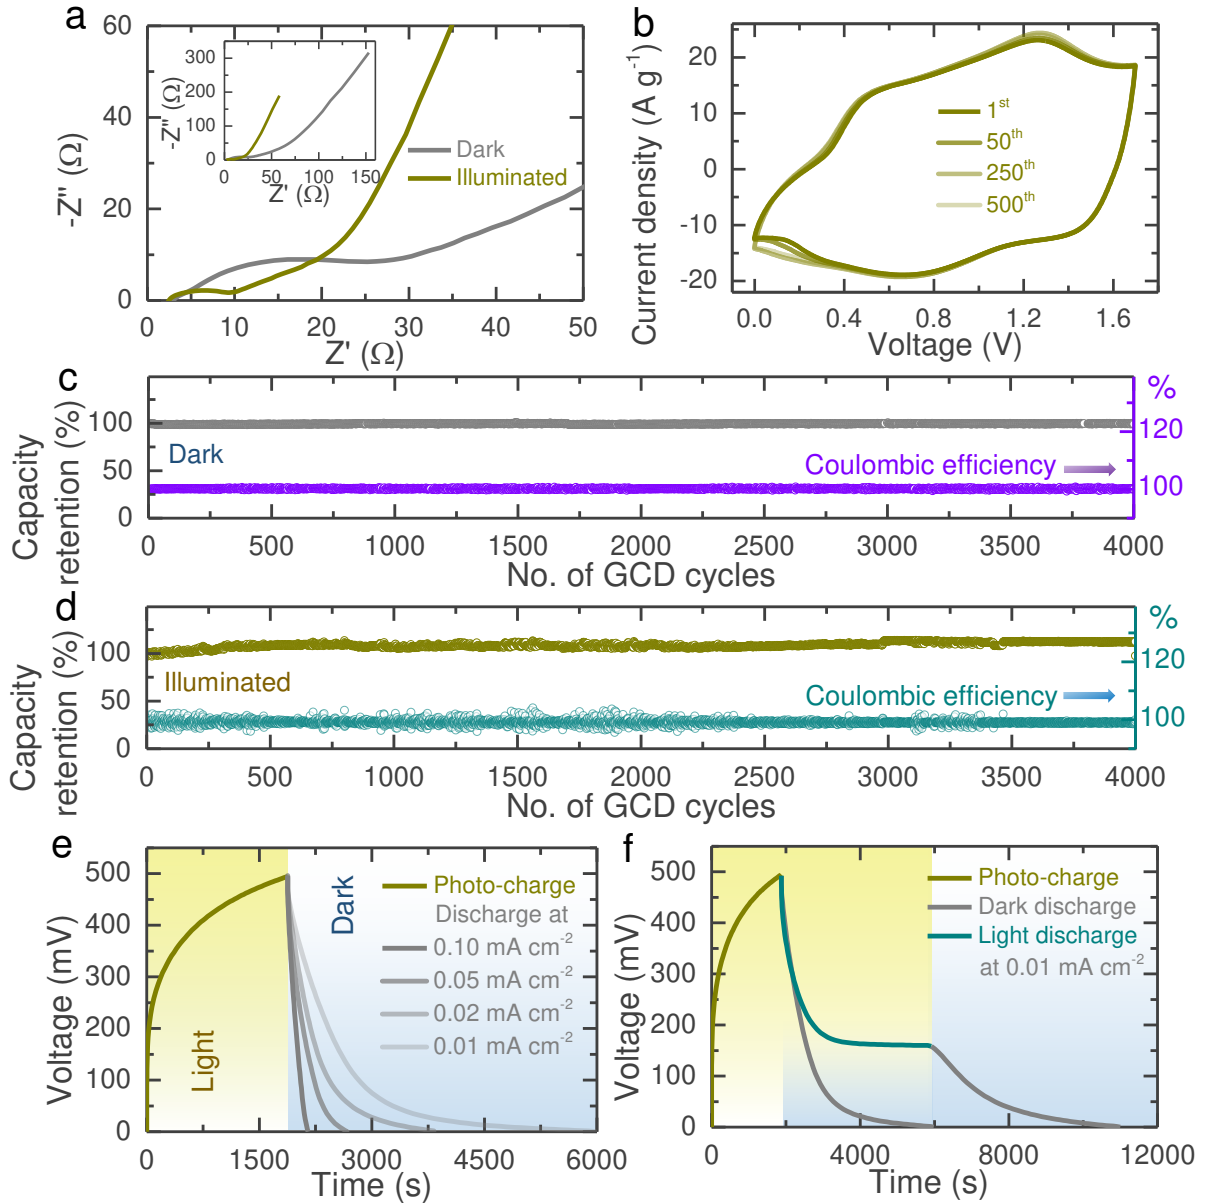 a
60
40
20
0
-Z'' (Ω)
0 10 20 30 40 50
Z' (Ω)
Dark
Illuminated
300
200
100
0
-Z'' (Ω)
0 50 100 150
Z' (Ω)
b
20
10
0
-10
-20
Current density (A g⁻¹)
0.0 0.4 0.8 1.2 1.6
Voltage (V)
1ˢᵗ
50ᵗʰ
250ᵗʰ
500ᵗʰ
c
Capacity
retention (%)
100
50
0
Dark
Coulombic efficiency
%
120
100
0 500 1000 1500 2000 2500 3000 3500 4000
No. of GCD cycles
d
Capacity
retention (%)
100
50
0
Illuminated
Coulombic efficiency
%
120
100
0 500 1000 1500 2000 2500 3000 3500 4000
No. of GCD cycles
e
Voltage (mV)
500
400
300
200
100
0
Light
Dark
Photo-charge
Discharge at
0.10 mA cm⁻²
0.05 mA cm⁻²
0.02 mA cm⁻²
0.01 mA cm⁻²
0 1500 3000 4500 6000
Time (s)
f
Voltage (mV)
500
400
300
200
100
0
Photo-charge
Dark discharge
Light discharge
at 0.01 mA cm⁻²
0 4000 8000 12000
Time (s)